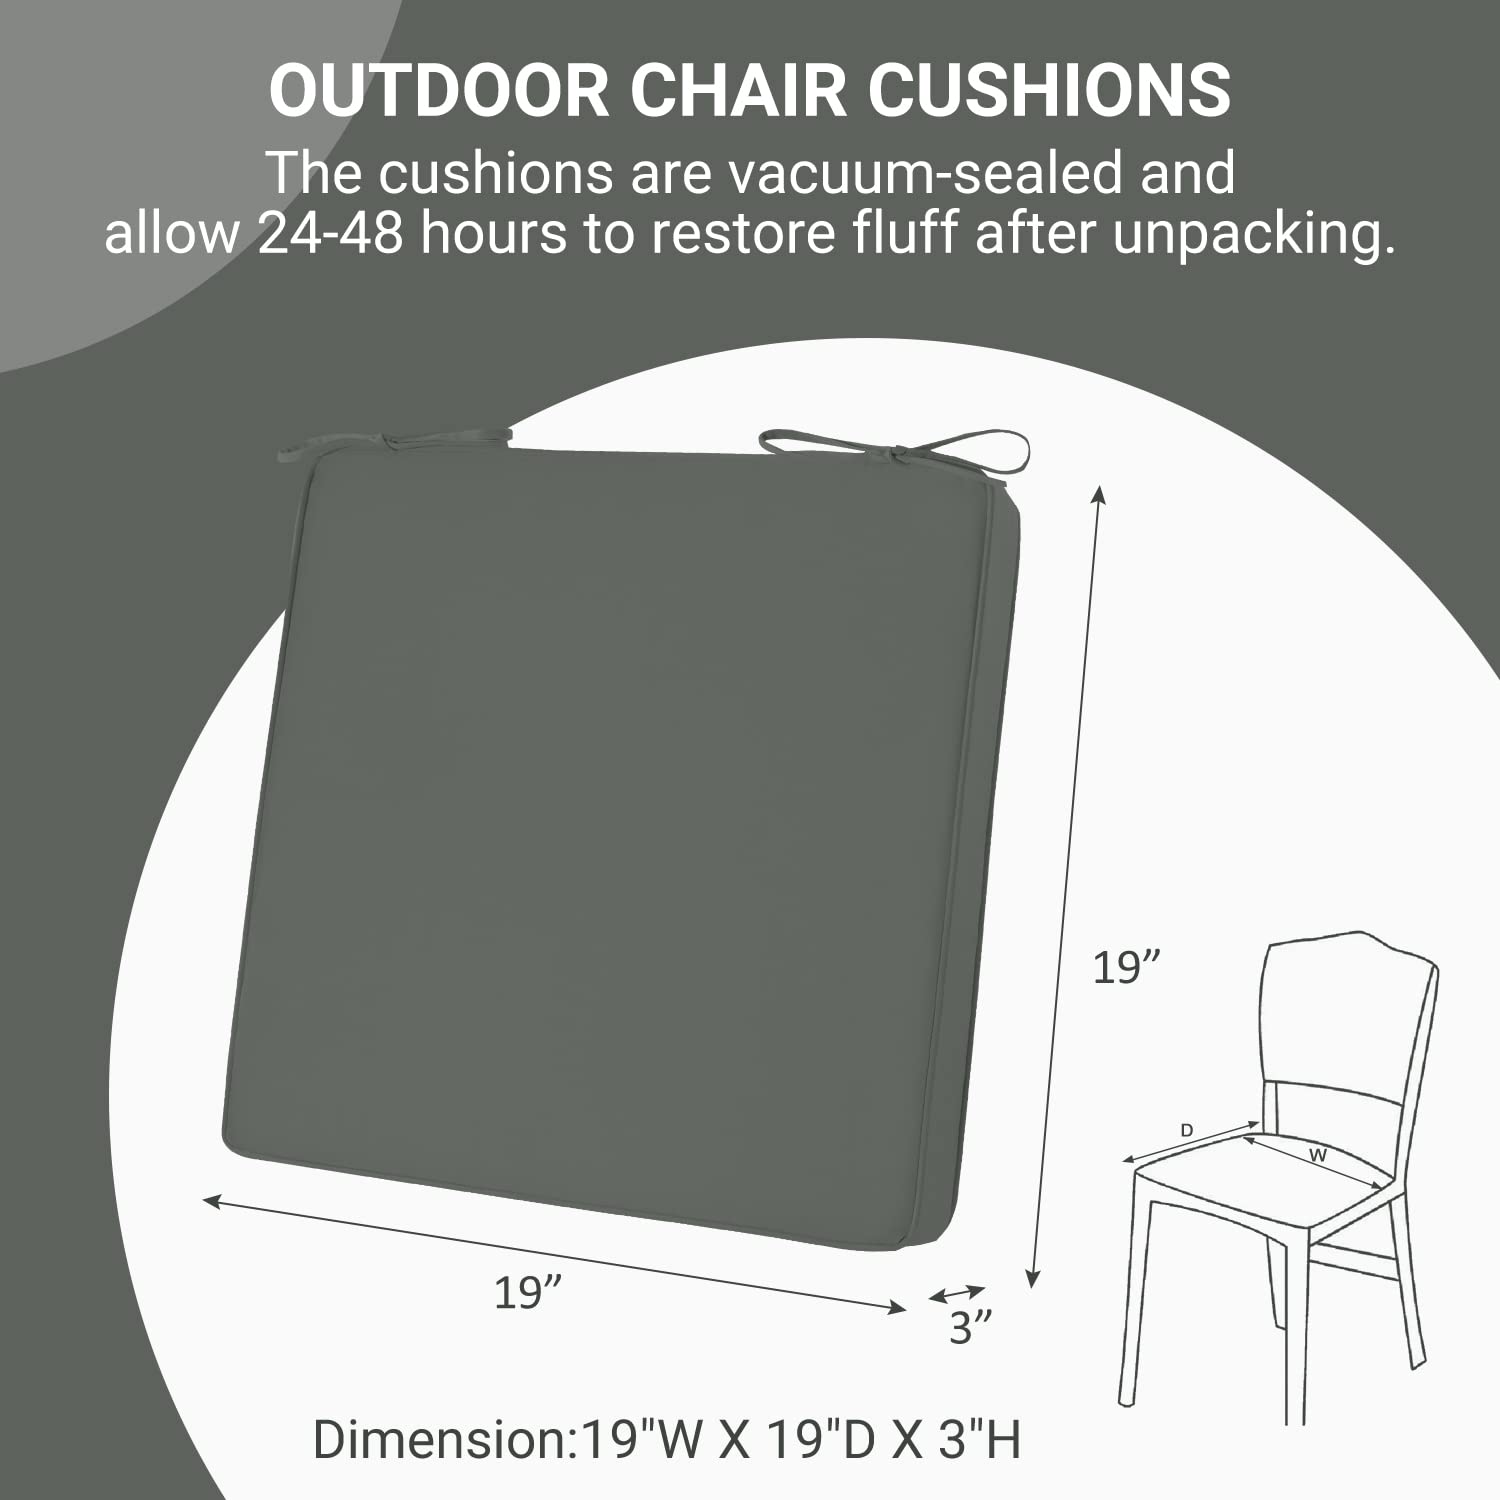 OUTDOOR CHAIR CUSHIONS
The cushions are vacuum-sealed and
allow 24-48 hours to restore fluff after unpacking.
19”
D
W
19”
3”
Dimension:19"W X 19"D X 3"H